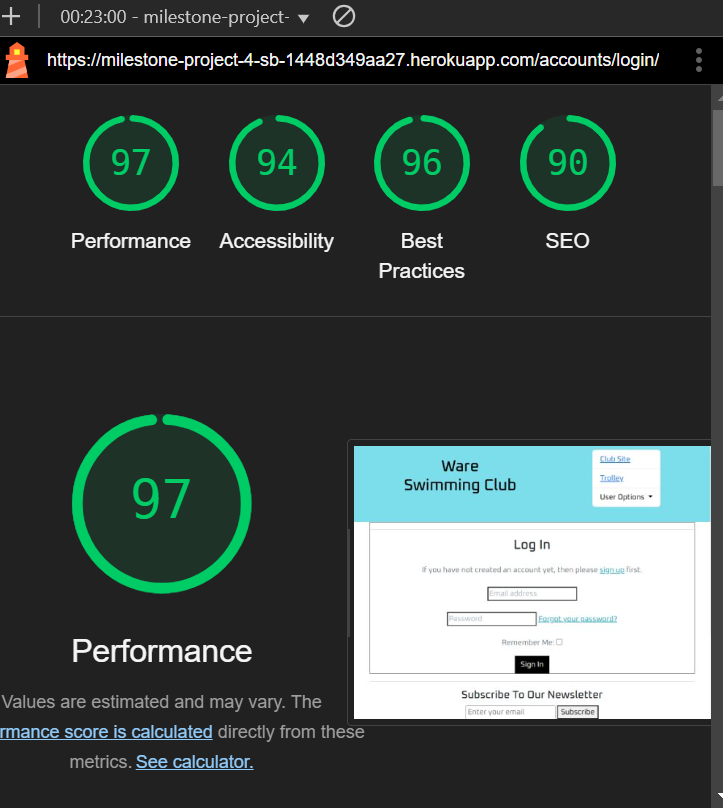 00:23:00 - milestone-project-
https://milestone-project-4-sb-1448d349aa27.herokuapp.com/accounts/login/
97 94 96 90
Performance Accessibility Best Practices SEO
97
Performance
Values are estimated and may vary. The
rmance score is calculated directly from these
metrics. See calculator.
Ware
Swimming Club
Club Site
Trolley
User Options
Log In
If you have not created an account yet, then please sign up first.
Email address
Password Forgot your password?
Remember Me:
Sign In
Subscribe To Our Newsletter
Enter your email Subscribe